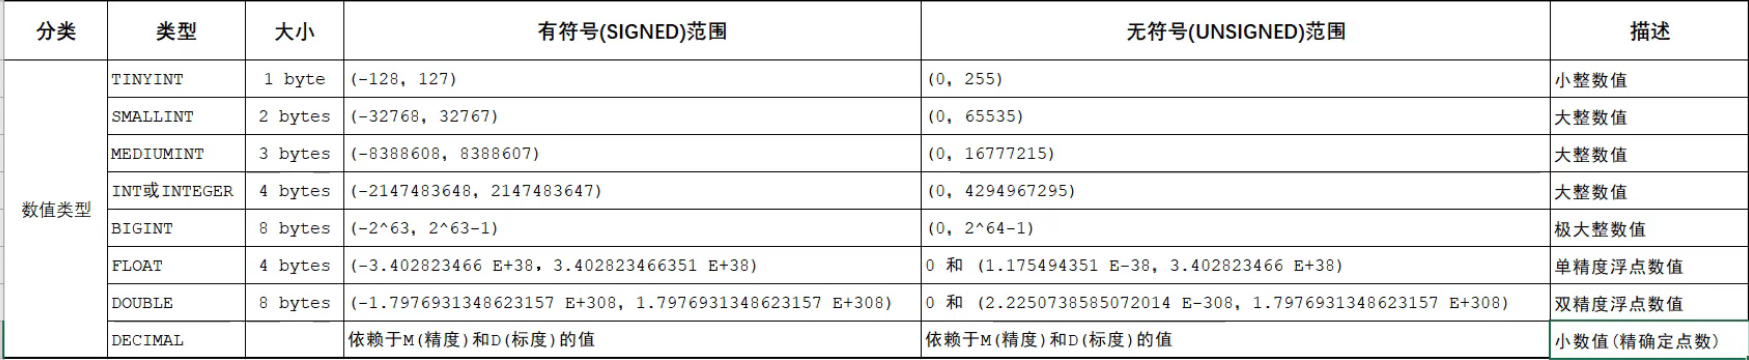 分类 类型 大小 有符号(SIGNED)范围 无符号(UNSIGNED)范围 描述
数值类型
TINYINT 1 byte (-128, 127) (0, 255) 小整数值
SMALLINT 2 bytes (-32768, 32767) (0, 65535) 大整数值
MEDIUMINT 3 bytes (-8388608, 8388607) (0, 16777215) 大整数值
INT或INTEGER 4 bytes (-2147483648, 2147483647) (0, 4294967295) 大整数值
BIGINT 8 bytes (-2^63, 2^63-1) (0, 2^64-1) 极大整数值
FLOAT 4 bytes (-3.402823466 E+38, 3.402823466351 E+38) 0 和 (1.175494351 E-38, 3.402823466 E+38) 单精度浮点数值
DOUBLE 8 bytes (-1.7976931348623157 E+308, 1.7976931348623157 E+308) 0 和 (2.2250738585072014 E-308, 1.7976931348623157 E+308) 双精度浮点数值
DECIMAL 依赖于M(精度)和D(标度)的值 依赖于M(精度)和D(标度)的值 小数值(精确定点数)